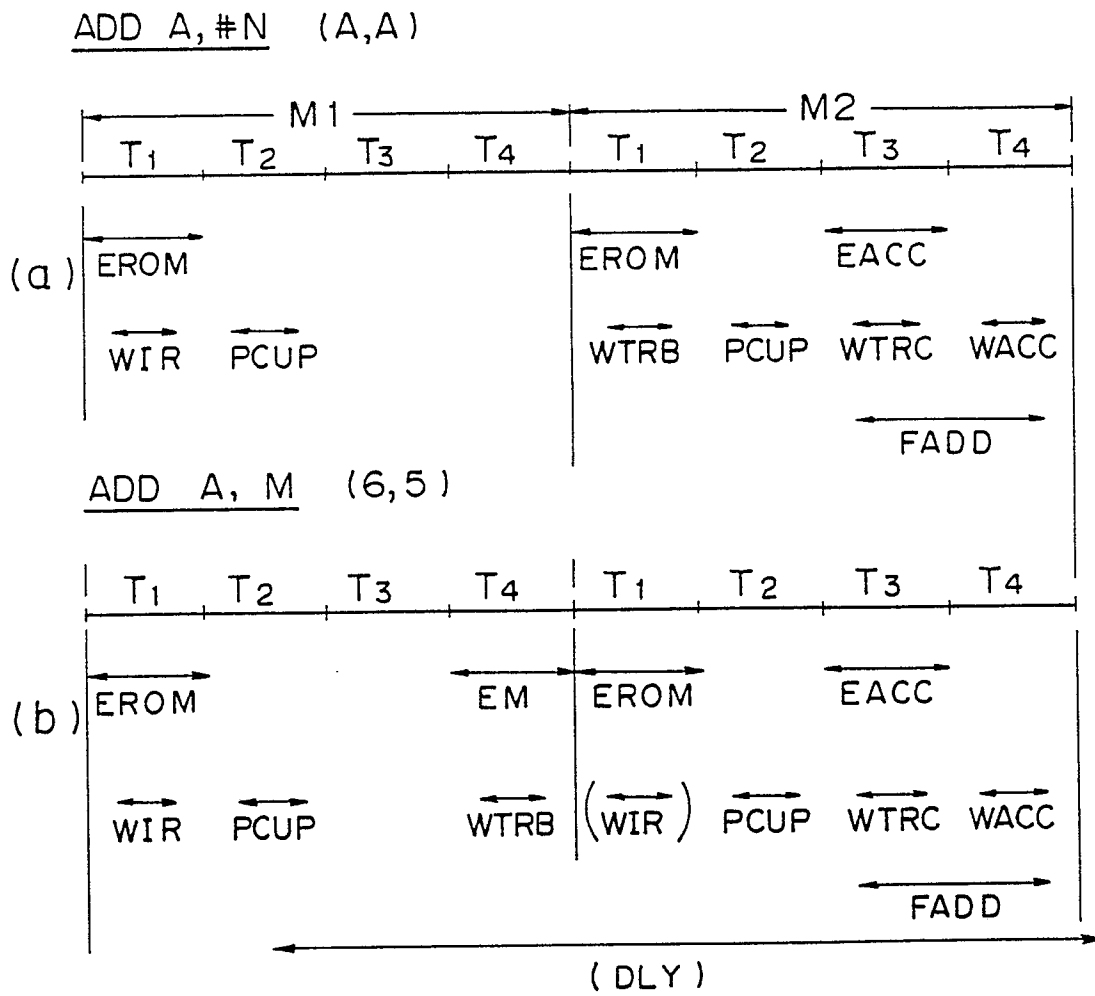 ADD A, #N (A,A)
M1 M2
T1 T2 T3 T4 T1 T2 T3 T4
(a)
EROM EROM EACC
WIR PCUP WTRB PCUP WTRC WACC
FADD
ADD A, M (6,5)
T1 T2 T3 T4 T1 T2 T3 T4
(b)
EROM EM EROM EACC
WIR PCUP WTRB (WIR) PCUP WTRC WACC
FADD
(DLY)